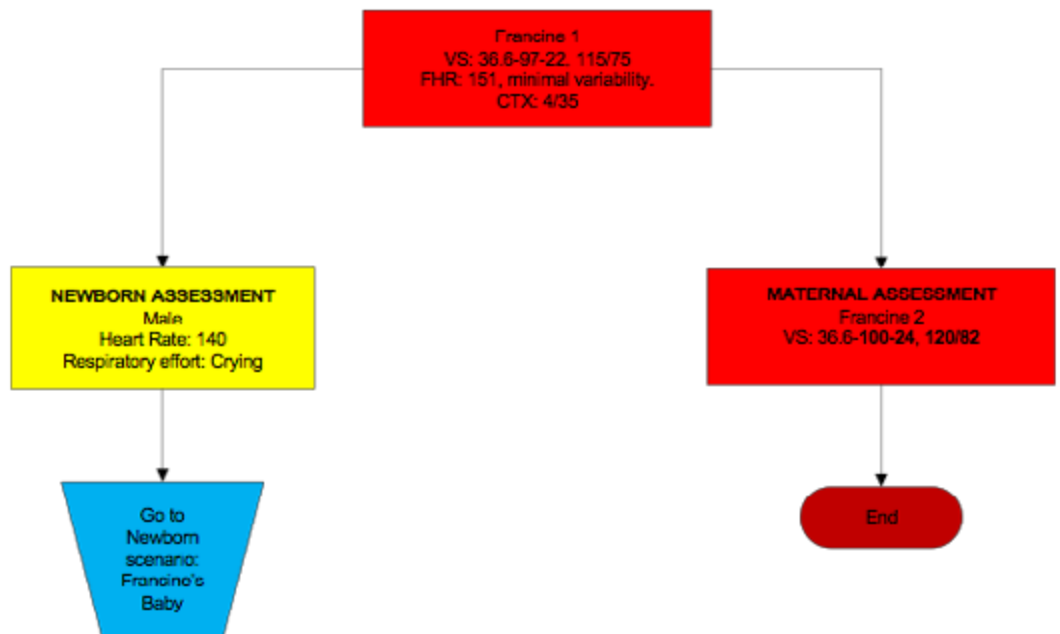 Francine 1
VS: 36.6-97-22. 115/75
FHR: 151, minimal variability.
CTX: 4/35
NEWBORN ASSESSMENT
Male
Heart Rate: 140
Respiratory effort: Crying
MATERNAL ASSESSMENT
Francine 2
VS: 36.6-100-24, 120/82
Go to
Newborn
scenario:
Francine's
Baby
End